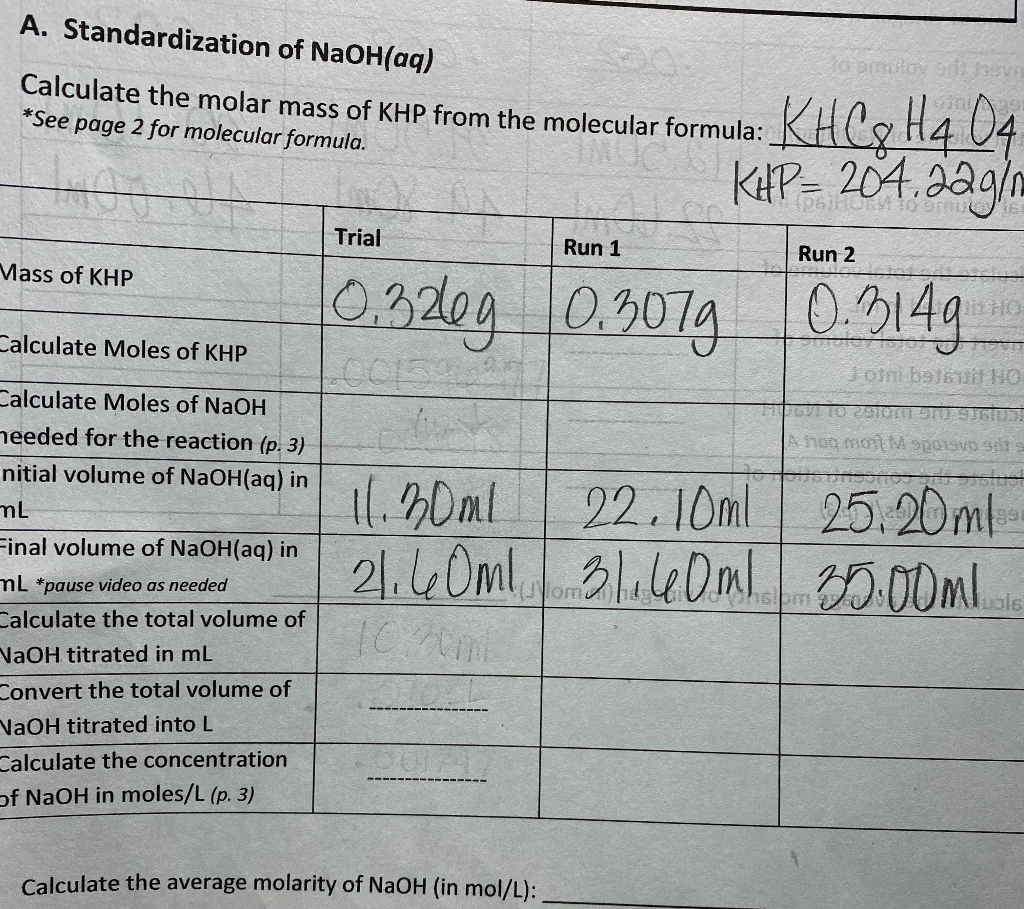 A. Standardization of NaOH(aq)
Calculate the molar mass of KHP from the molecular formula: KHC8H4O4
*See page 2 for molecular formula.
KHP = 204.22g/m
Trial Run 1 Run 2
Mass of KHP 0.326g 0.307g 0.314g
Calculate Moles of KHP
Calculate Moles of NaOH
needed for the reaction (p. 3)
nitial volume of NaOH(aq) in
mL 11.30ml 22.10ml 25.20ml
Final volume of NaOH(aq) in
mL *pause video as needed 21.60ml 31.60ml 35.00ml
Calculate the total volume of
NaOH titrated in mL
Convert the total volume of
NaOH titrated into L
Calculate the concentration
of NaOH in moles/L (p. 3)
Calculate the average molarity of NaOH (in mol/L):